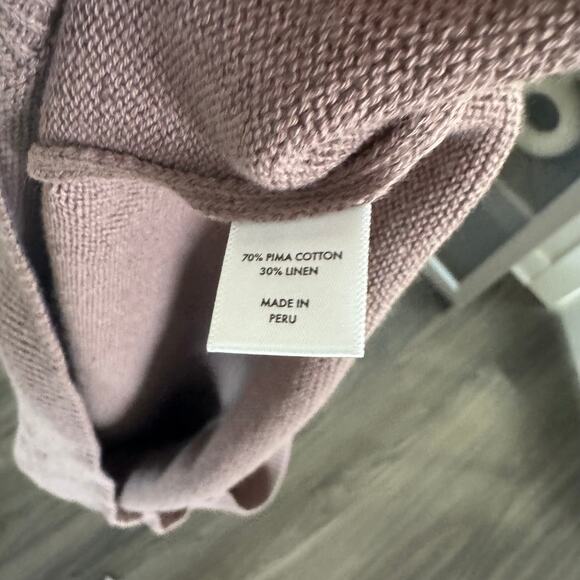 70% PIMA COTTON
30% LINEN
MADE IN
PERU